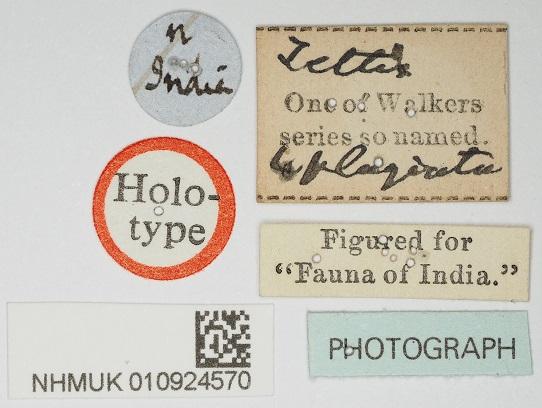 n
India
Tettix
One of Walkers
series so named.
plagiata
Holo-
type
Figured for
"Fauna of India."
NHMUK 010924570
PHOTOGRAPH